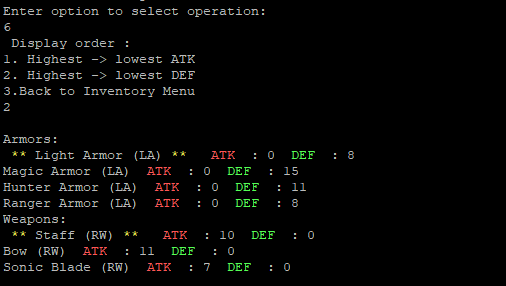 Enter option to select operation:
6
Display order :
1. Highest -> lowest ATK
2. Highest -> lowest DEF
3.Back to Inventory Menu
2
Armors:
** Light Armor (LA) ** ATK : 0 DEF : 8
Magic Armor (LA) ATK : 0 DEF : 15
Hunter Armor (LA) ATK : 0 DEF : 11
Ranger Armor (LA) ATK : 0 DEF : 8
Weapons:
** Staff (RW) ** ATK : 10 DEF : 0
Bow (RW) ATK : 11 DEF : 0
Sonic Blade (RW) ATK : 7 DEF : 0